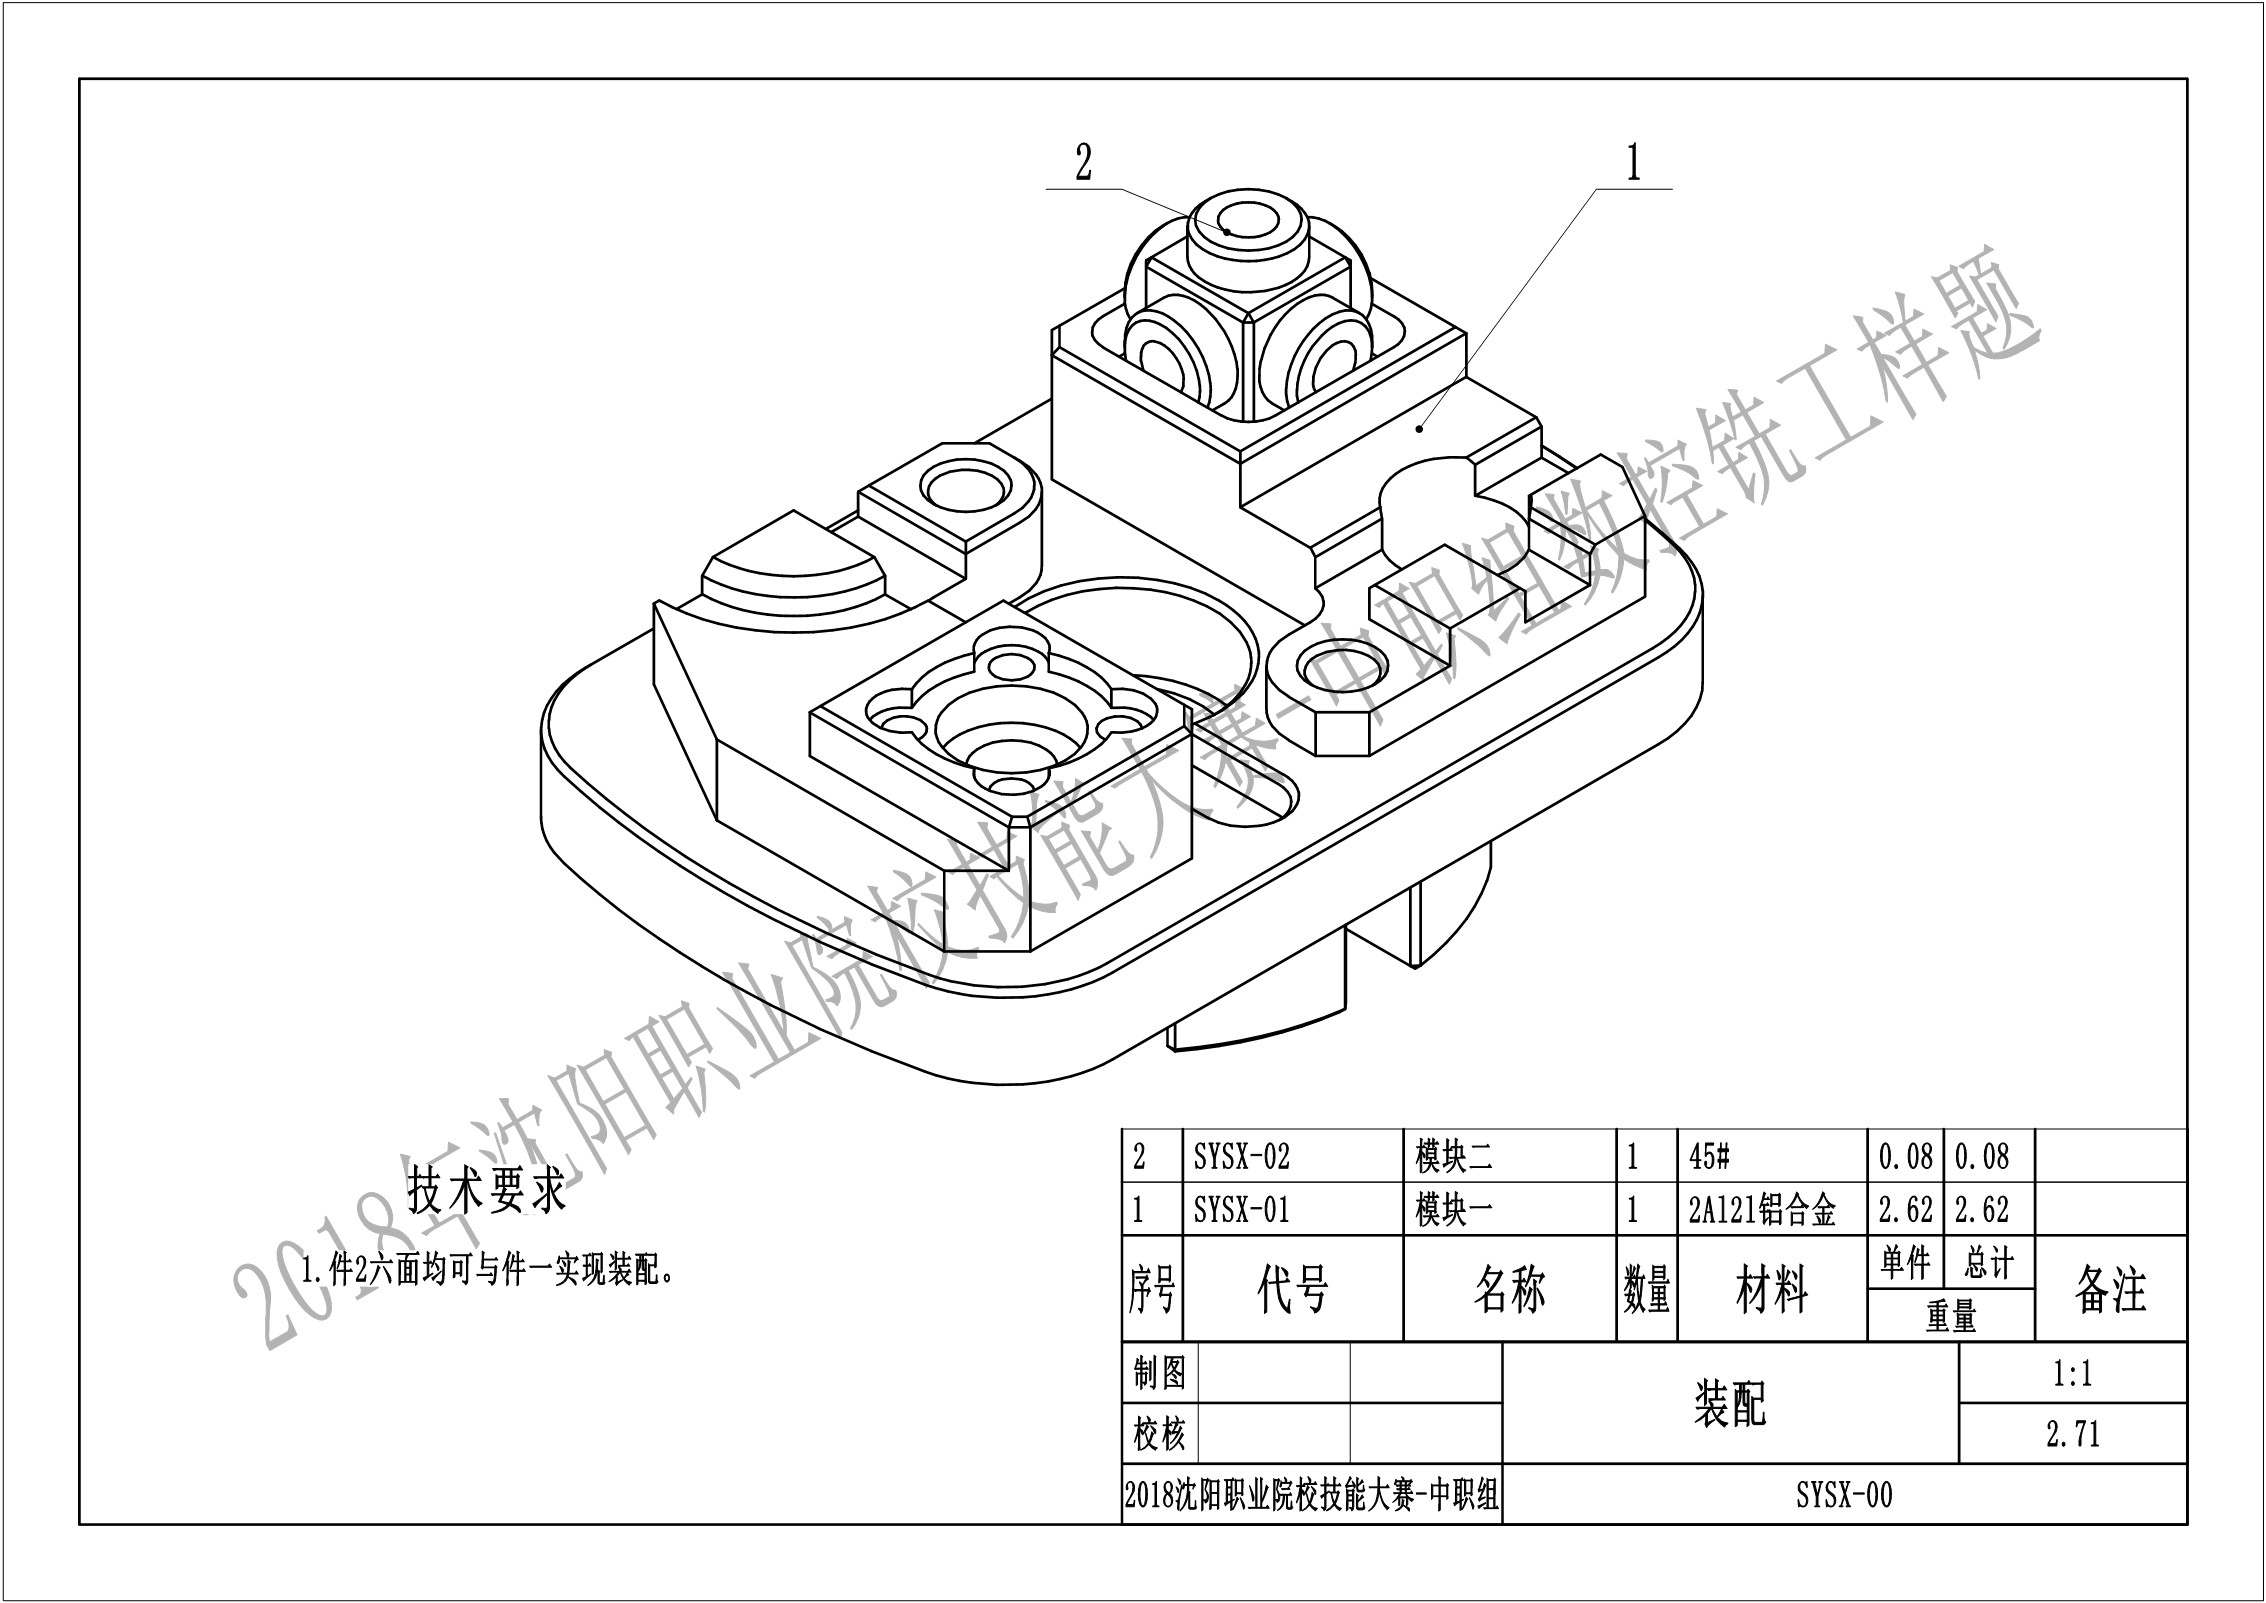 2
1
2018年沈阳职业院校技能大赛-中职组数控铣工样题
技术要求
1.件2六面均可与件一实现装配。
2 SYSX-02 模块二 1 45# 0.08 0.08
1 SYSX-01 模块一 1 2Al2l铝合金 2.62 2.62
序号 代号 名称 数量 材料 单件 总计 备注
重量
制图 装配 1:1
校核 2.71
2018沈阳职业院校技能大赛-中职组 SYSX-00